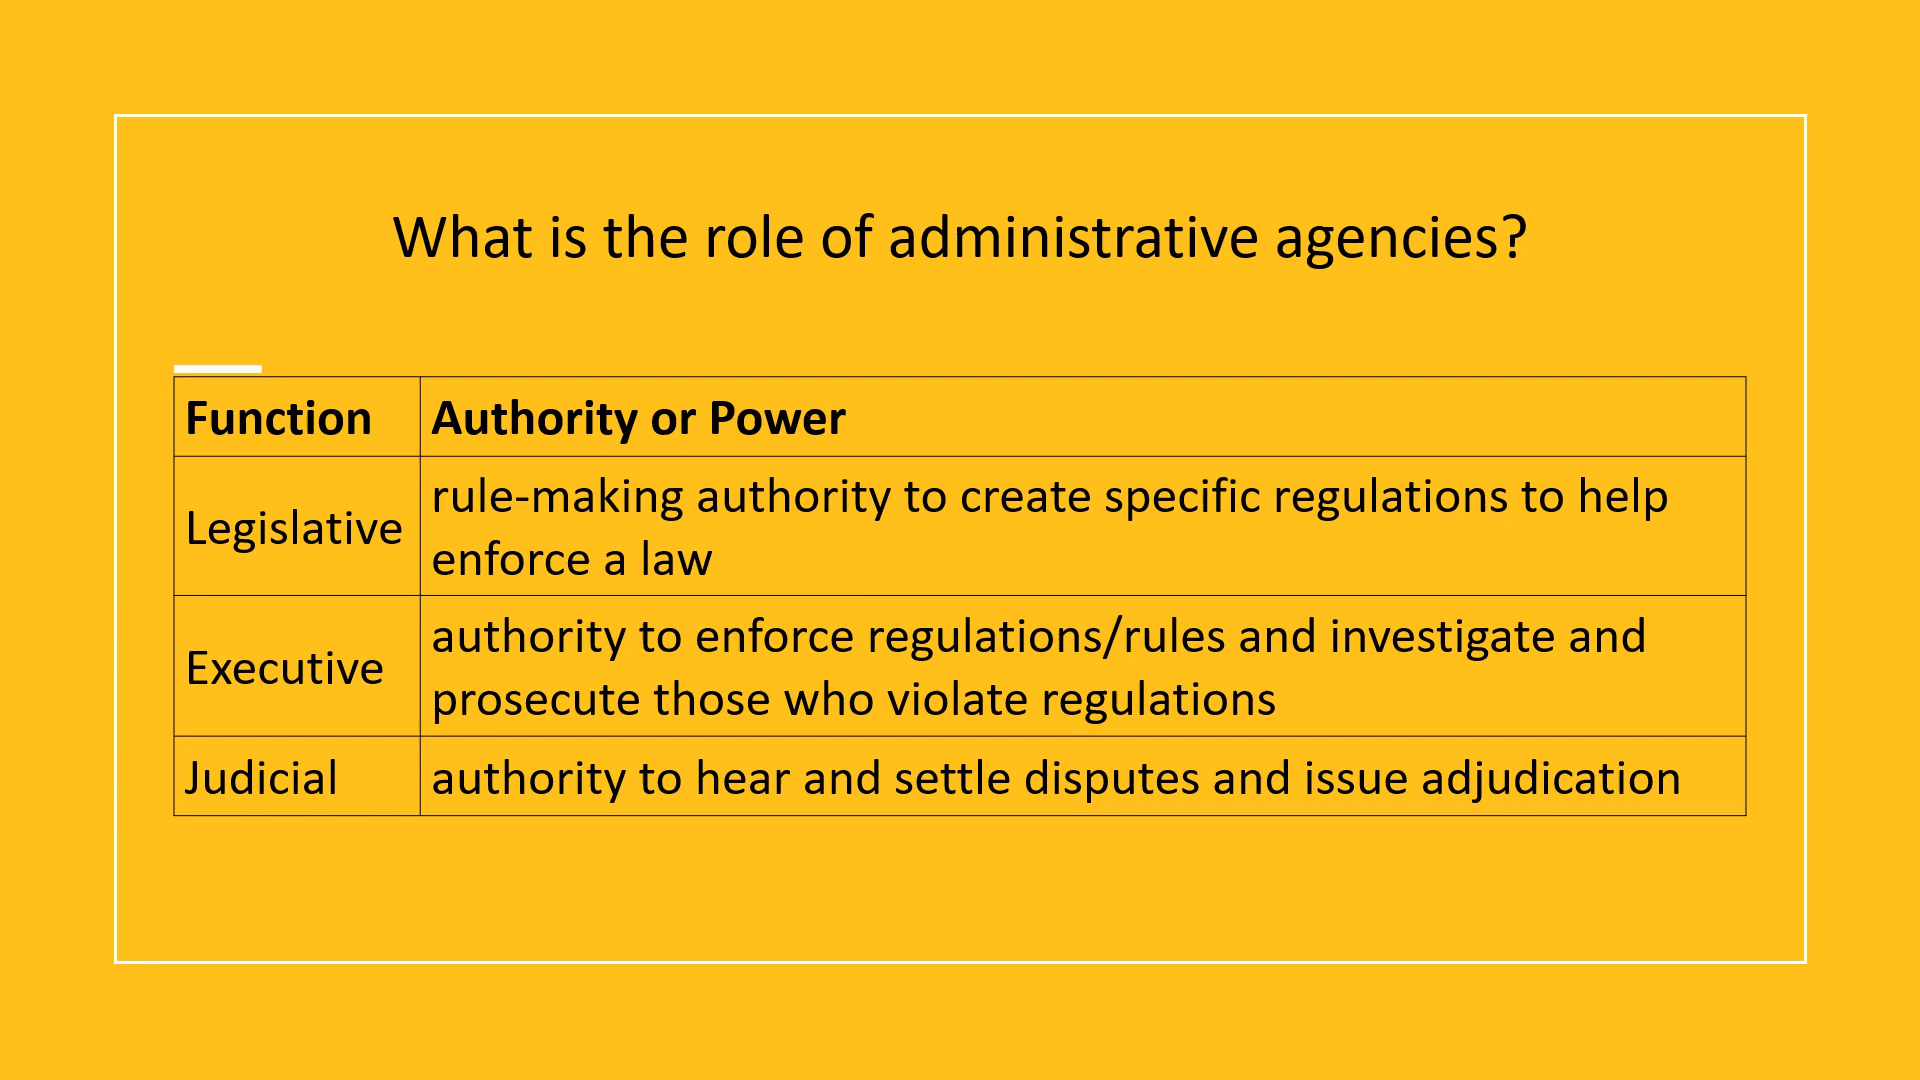 What is the role of administrative agencies?
Function
Authority or Power
Legislative
rule-making authority to create specific regulations to help
enforce a law
Executive
authority to enforce regulations/rules and investigate and
prosecute those who violate regulations
Judicial
authority to hear and settle disputes and issue adjudication